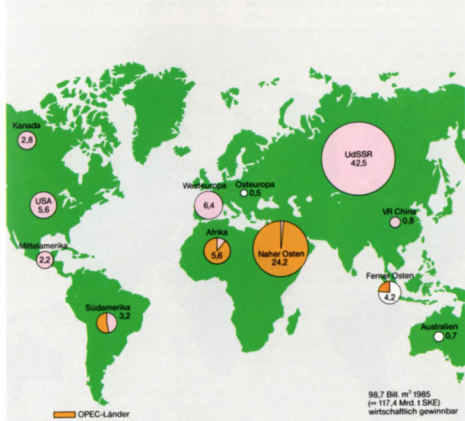 Kanada
2,8
USA
5,6
Mittelamerika
2,2
Südamerika
3,2
Westeuropa
6,4
Osteuropa
0,5
UdSSR
42,5
Afrika
5,6
Naher Osten
24,2
VR China
0,8
Ferner Osten
4,2
Australien
0,7
OPEC-Länder
98,7 Bill. m³ 1985
(= 117,4 Mrd. t SKE)
wirtschaftlich gewinnbar